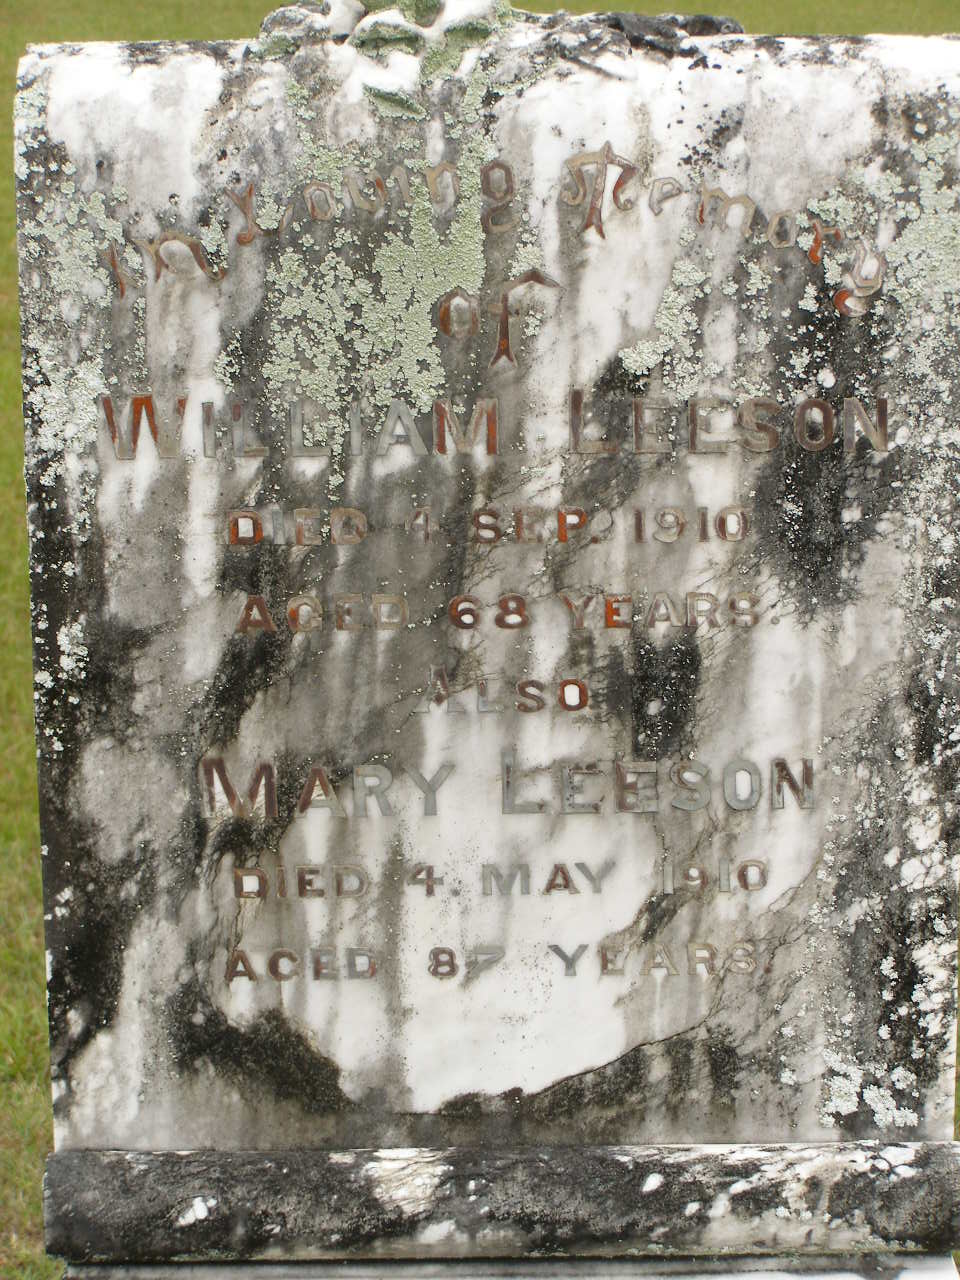 In Loving Memory
of
WILLIAM LEESON
DIED 4 SEP. 1910
AGED 68 YEARS.
ALSO
MARY LEESON
DIED 4. MAY 1910
AGED 87 YEARS.